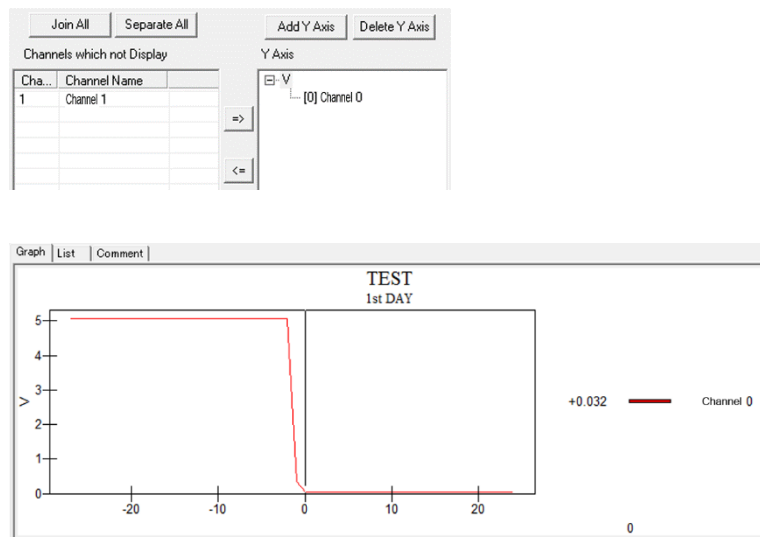 Join All Separate All Add Y Axis Delete Y Axis
Channels which not Display Y Axis
Cha... Channel Name V
1 Channel 1 [0] Channel 0
=>
<=
Graph List Comment
TEST
1st DAY
5
4
3
2
1
0
V
-20 -10 0 10 20
+0.032 Channel 0
0